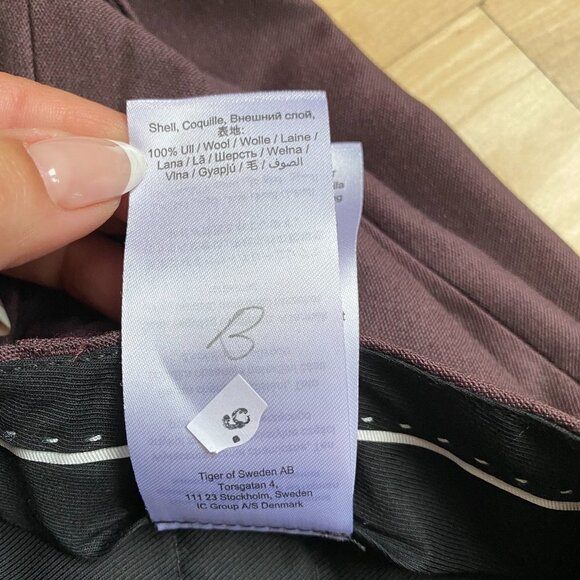 Shell, Coquille, Внешний слой,
表地:
100% Ull / Wool / Wolle / Laine /
Lana / Lã / Шерсть / Wełna /
Vlna / Gyapjú / 毛 / الصوف
B
Tiger of Sweden AB
Torsgatan 4,
111 23 Stockholm, Sweden
IC Group A/S Denmark